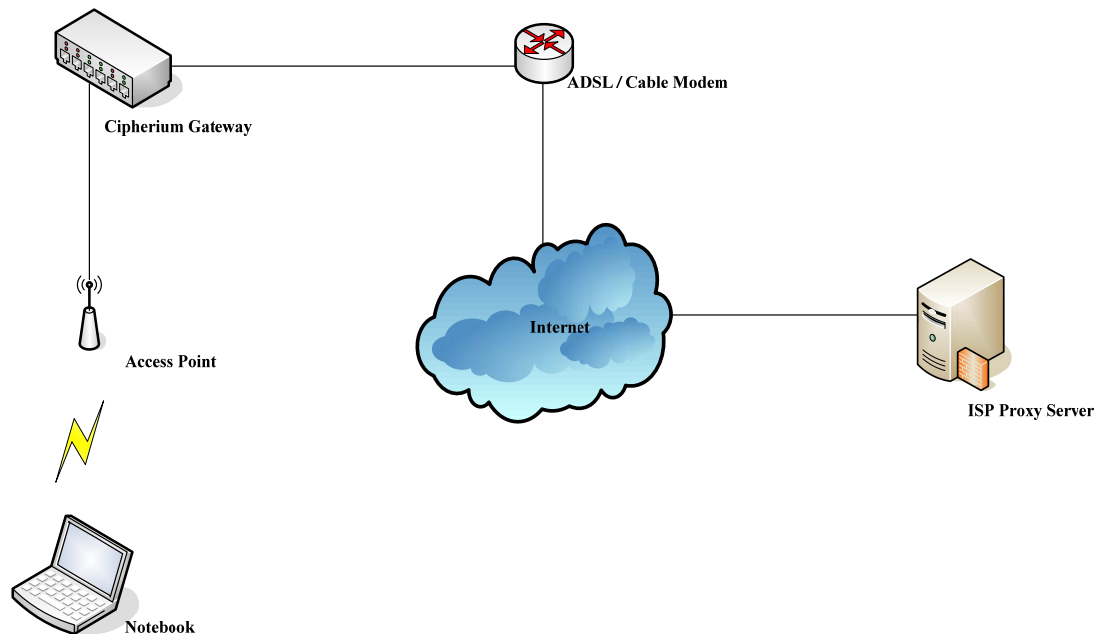 ADSL / Cable Modem
Cipherium Gateway
Internet
Access Point
ISP Proxy Server
Notebook